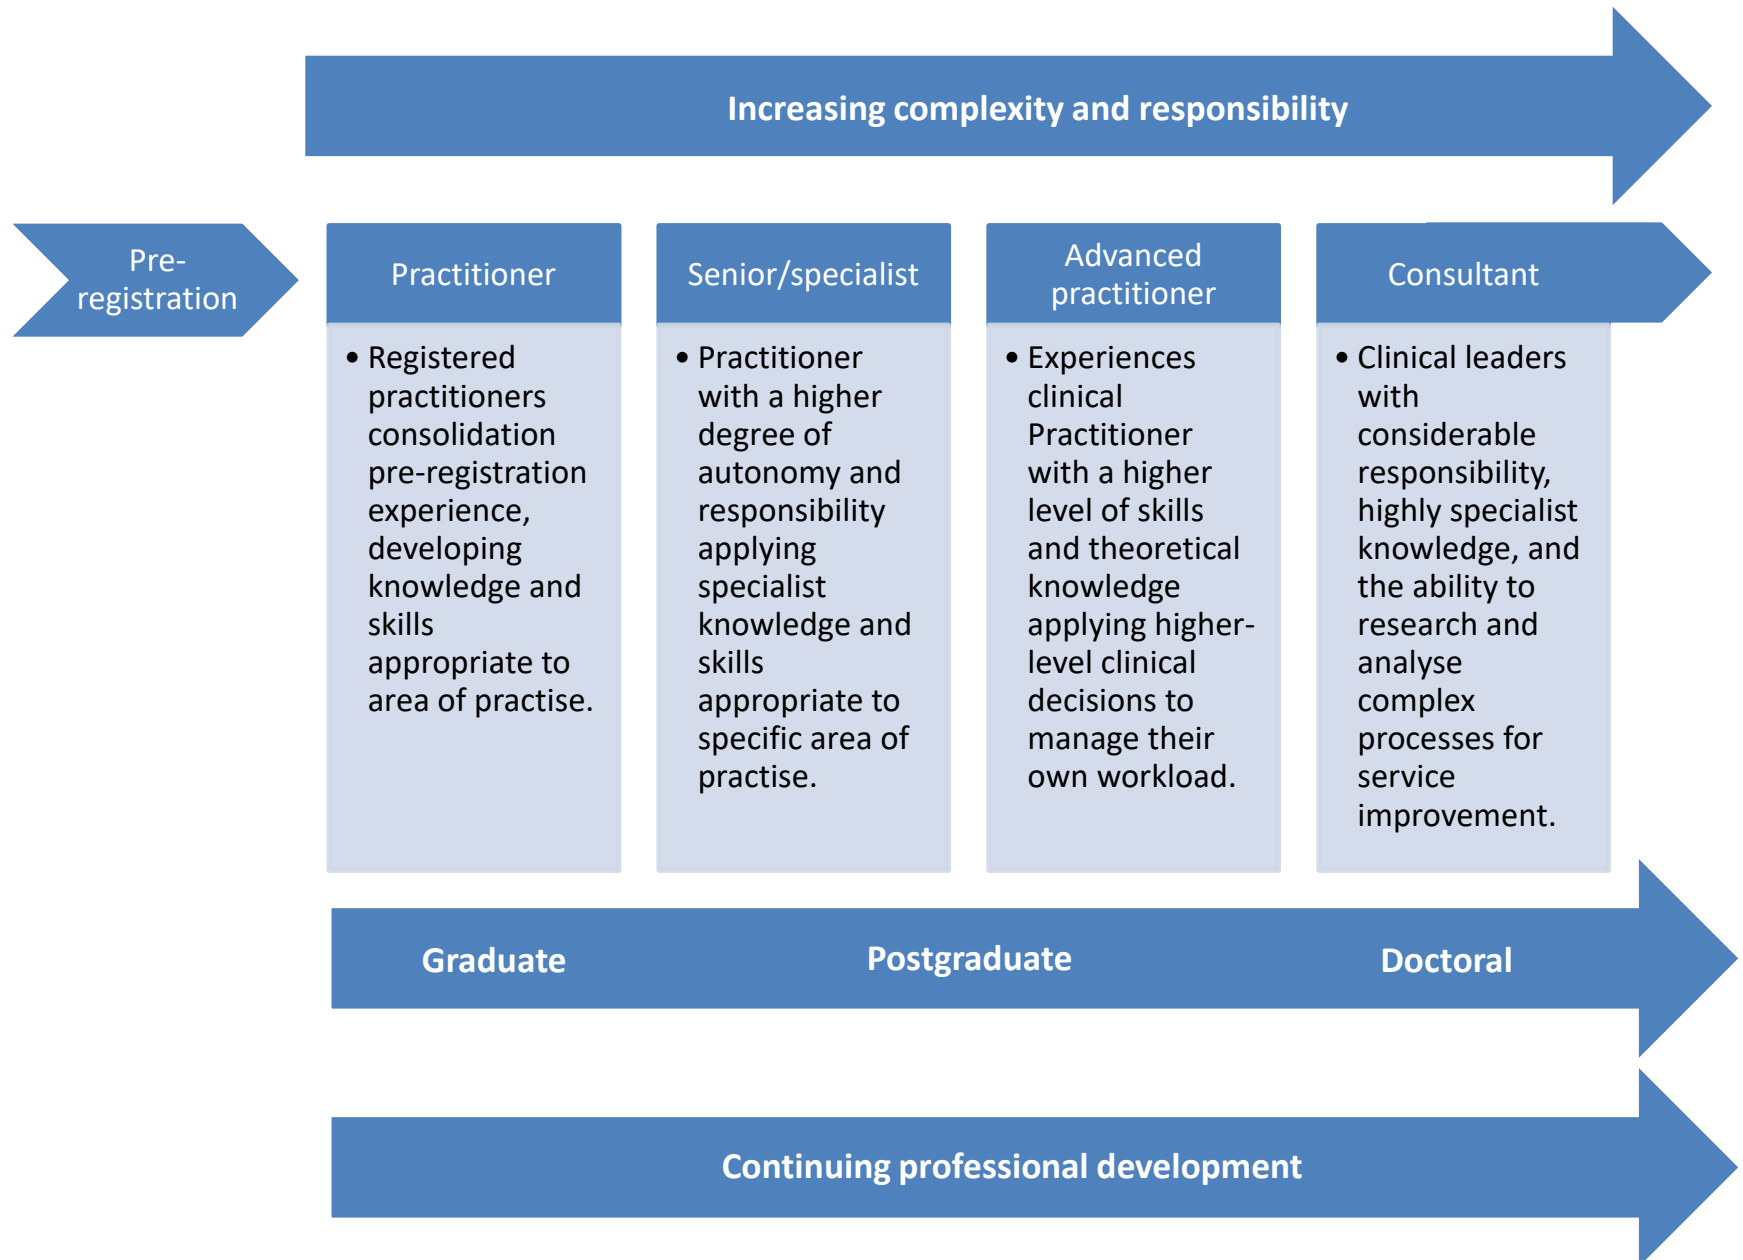 Increasing complexity and responsibility
Pre-
registration
Practitioner
• Registered
practitioners
consolidation
pre-registration
experience,
developing
knowledge and
skills
appropriate to
area of practise.
Senior/specialist
• Practitioner
with a higher
degree of
autonomy and
responsibility
applying
specialist
knowledge and
skills
appropriate to
specific area of
practise.
Advanced
practitioner
• Experiences
clinical
Practitioner
with a higher
level of skills
and theoretical
knowledge
applying higher-
level clinical
decisions to
manage their
own workload.
Consultant
• Clinical leaders
with
considerable
responsibility,
highly specialist
knowledge, and
the ability to
research and
analyse
complex
processes for
service
improvement.
Graduate
Postgraduate
Doctoral
Continuing professional development